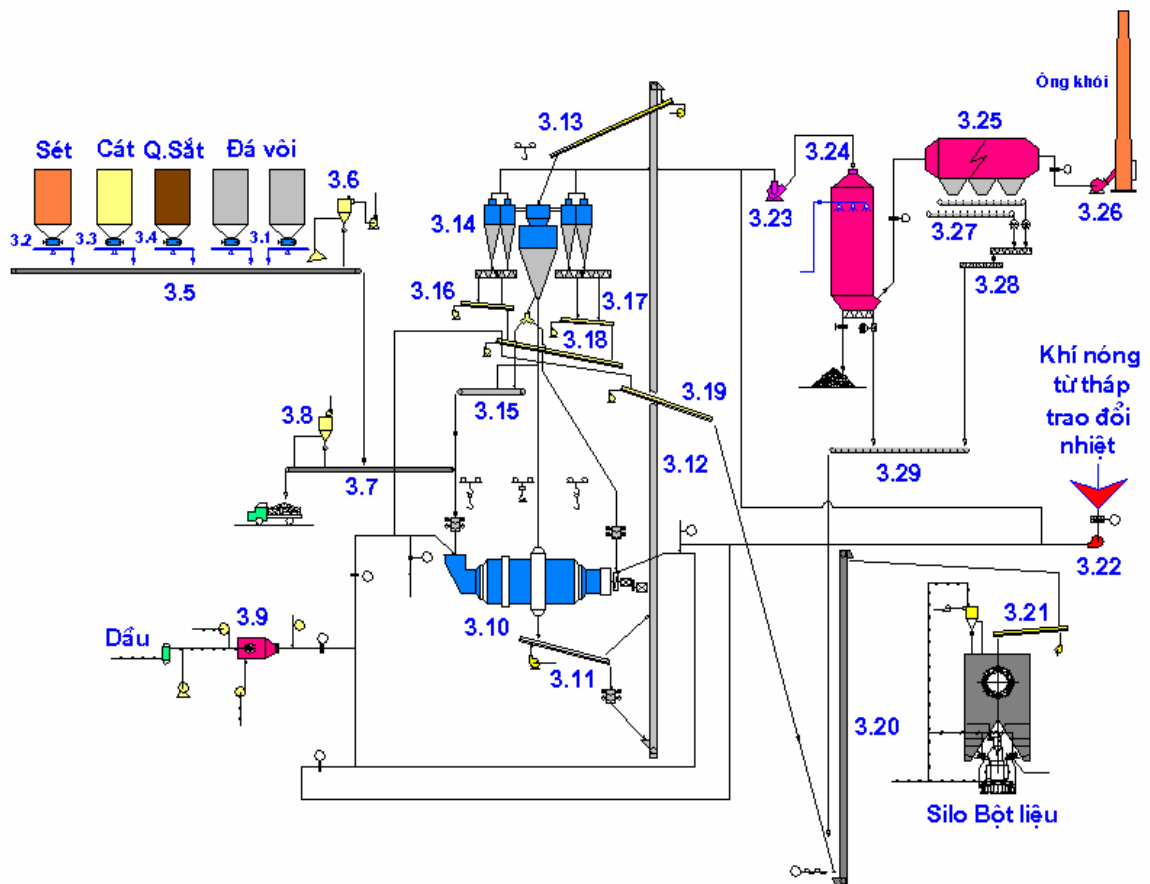 Ông khói
3.13
3.25
Sét
Cát
Q.Sắt
Đá vôi
3.6
3.24
3.14
3.23
3.26
3.2
3.3
3.4
3.1
3.27
3.5
3.28
3.16
3.17
3.18
Khí nóng
từ tháp
trao đổi
nhiệt
3.15
3.19
3.8
3.12
3.7
3.29
3.22
3.9
Dầu
3.10
3.21
3.11
3.20
Silo Bột liệu